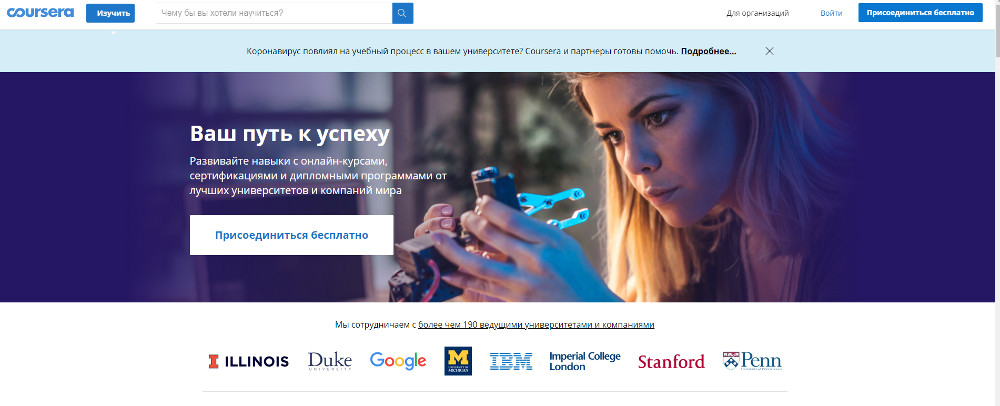 coursera
Изучить
Чему бы вы хотели научиться?
Для организаций
Войти
Присоединиться бесплатно
Коронавирус повлиял на учебный процесс в вашем университете? Coursera и партнеры готовы помочь. Подробнее...
Ваш путь к успеху
Развивайте навыки с онлайн-курсами,
сертификациями и дипломными программами от
лучших университетов и компаний мира
Присоединиться бесплатно
Мы сотрудничаем с более чем 190 ведущими университетами и компаниями
I ILLINOIS
Duke
UNIVERSITY
Google
M
UNIVERSITY OF
MICHIGAN
IBM
Imperial College
London
Stanford
Penn
UNIVERSITY OF PENNSYLVANIA